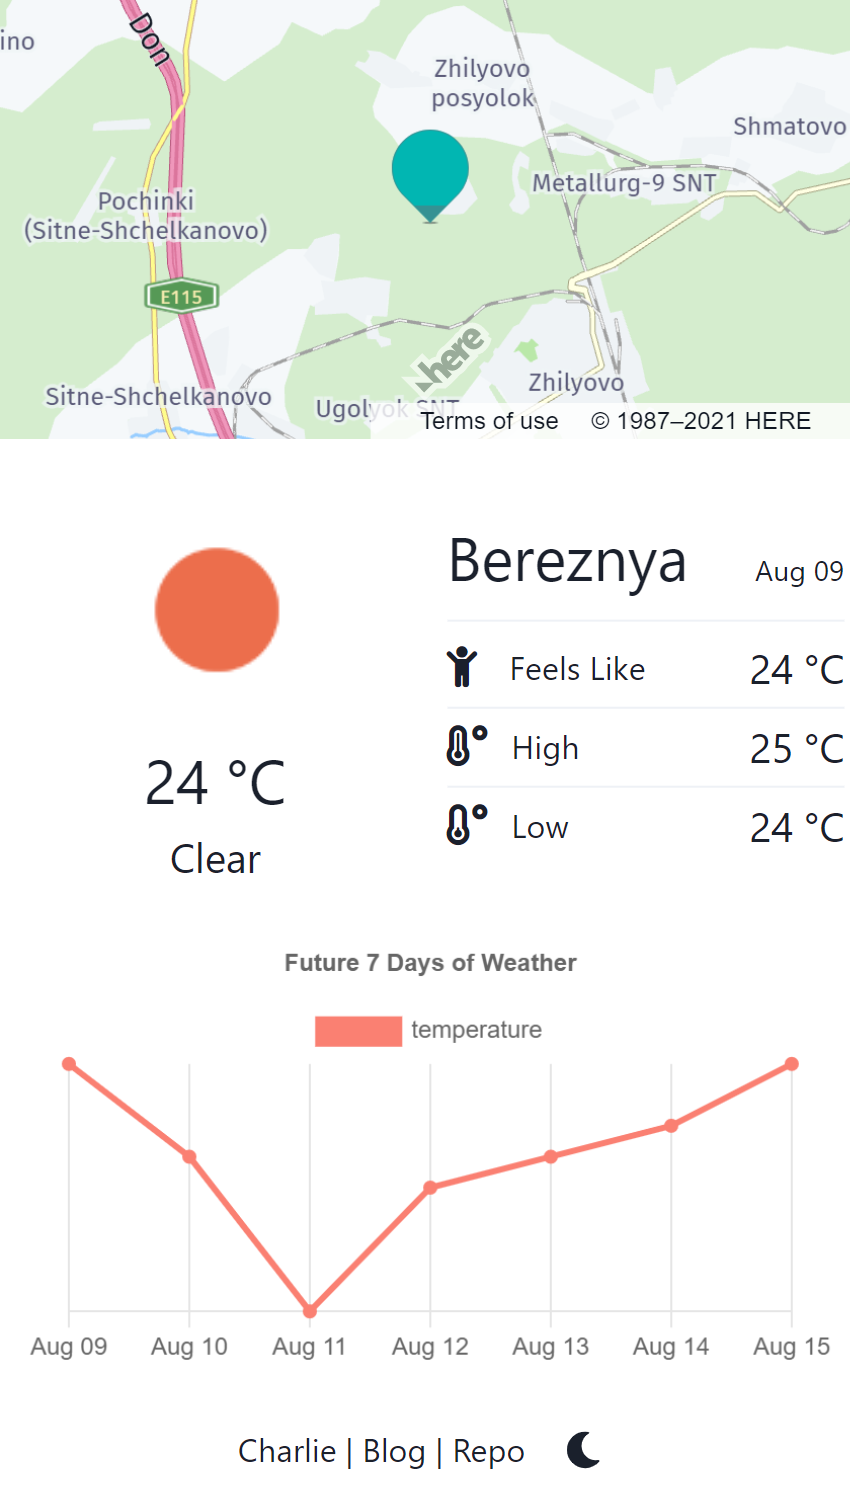 ino
Don
Zhilyovo
posyolok
Shmatovo
Metallurg-9 SNT
Pochinki
(Sitne-Shchelkanovo)
E115
here
Sitne-Shchelkanovo
Zhilyovo
Ugolyok SNT
Terms of use © 1987–2021 HERE
Bereznya Aug 09
Feels Like 24 °C
High 25 °C
Low 24 °C
24 °C
Clear
Future 7 Days of Weather
temperature
Aug 09 Aug 10 Aug 11 Aug 12 Aug 13 Aug 14 Aug 15
Charlie | Blog | Repo